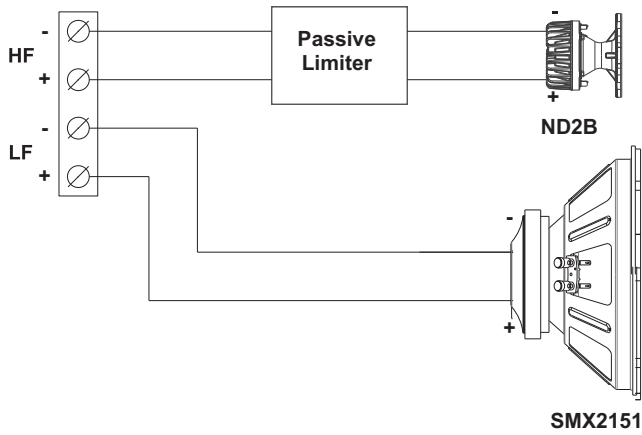 -
HF
+
-
LF
+
Passive
Limiter
-
+
ND2B
-
+
SMX2151